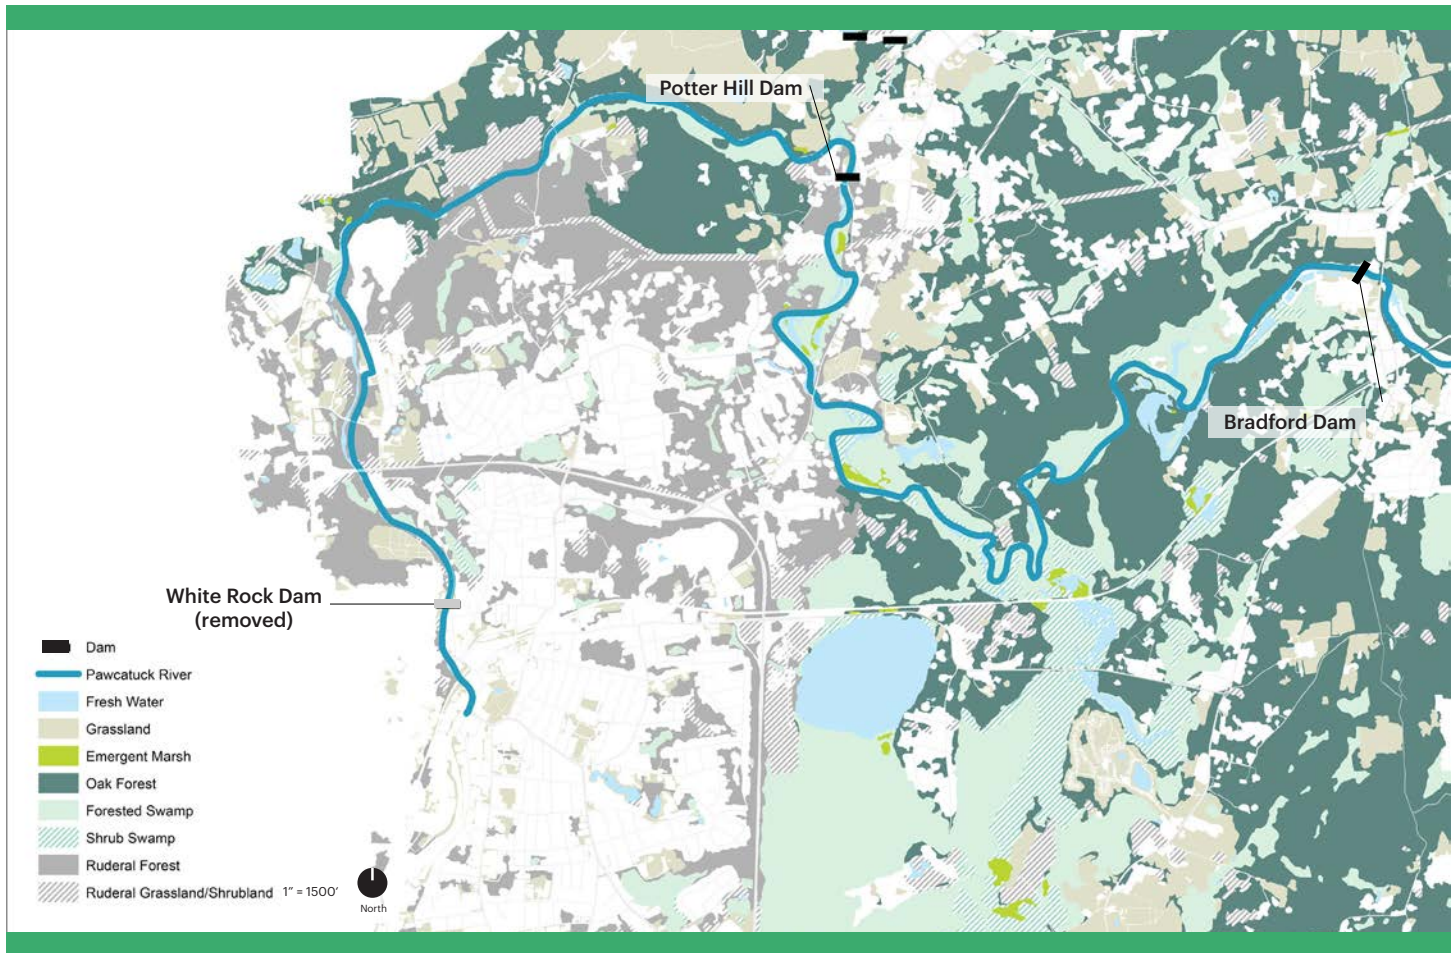 Potter Hill Dam
Bradford Dam
White Rock Dam
(removed)
Dam
Pawcatuck River
Fresh Water
Grassland
Emergent Marsh
Oak Forest
Forested Swamp
Shrub Swamp
Ruderal Forest
Ruderal Grassland/Shrubland
1" = 1500'
North